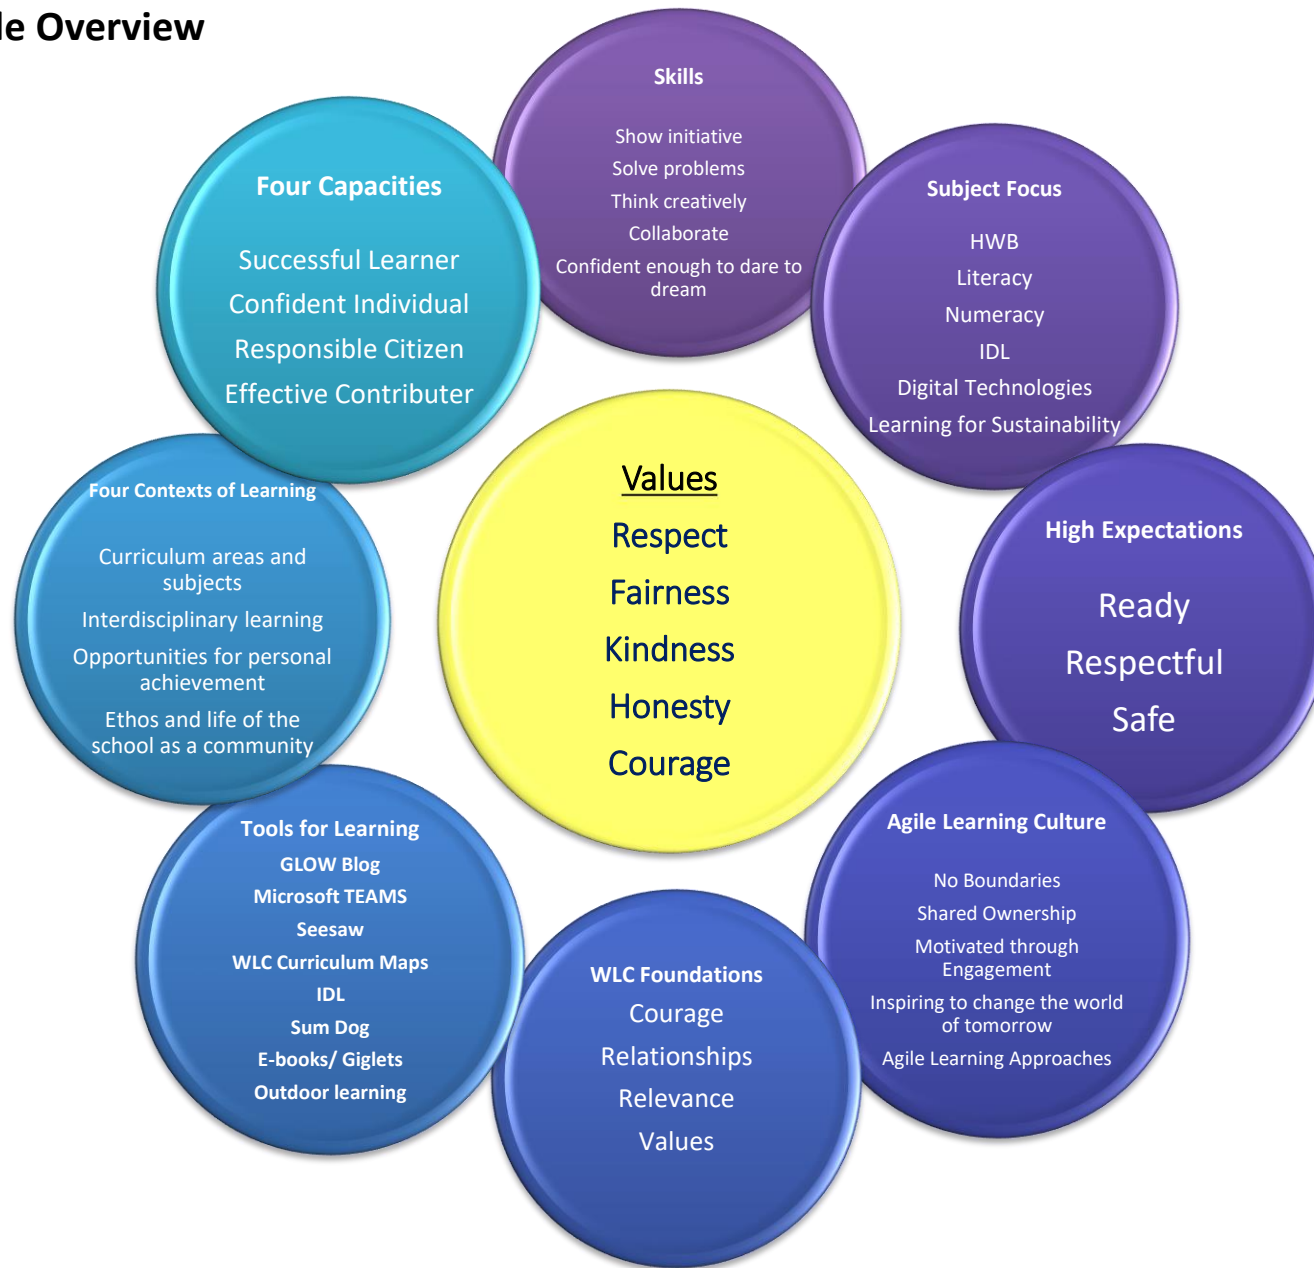 le Overview
Skills
Show initiative
Solve problems
Think creatively
Collaborate
Confident enough to dare to
dream
Subject Focus
HWB
Literacy
Numeracy
IDL
Digital Technologies
Learning for Sustainability
High Expectations
Ready
Respectful
Safe
Agile Learning Culture
No Boundaries
Shared Ownership
Motivated through
Engagement
Inspiring to change the world
of tomorrow
Agile Learning Approaches
WLC Foundations
Courage
Relationships
Relevance
Values
Tools for Learning
GLOW Blog
Microsoft TEAMS
Seesaw
WLC Curriculum Maps
IDL
Sum Dog
E-books/ Giglets
Outdoor learning
Four Contexts of Learning
Curriculum areas and
subjects
Interdisciplinary learning
Opportunities for personal
achievement
Ethos and life of the
school as a community
Four Capacities
Successful Learner
Confident Individual
Responsible Citizen
Effective Contributer
Values
Respect
Fairness
Kindness
Honesty
Courage